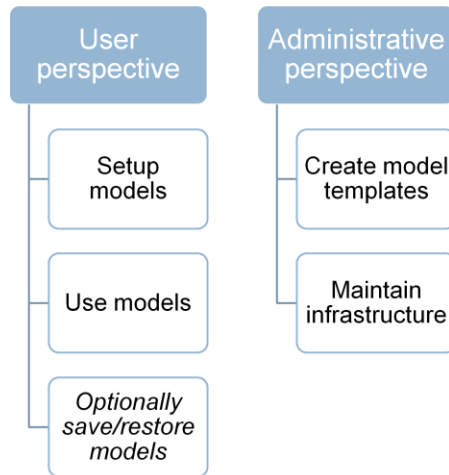 User
perspective
Setup
models
Use models
Optionally
save/restore
models
Administrative
perspective
Create model
templates
Maintain
infrastructure